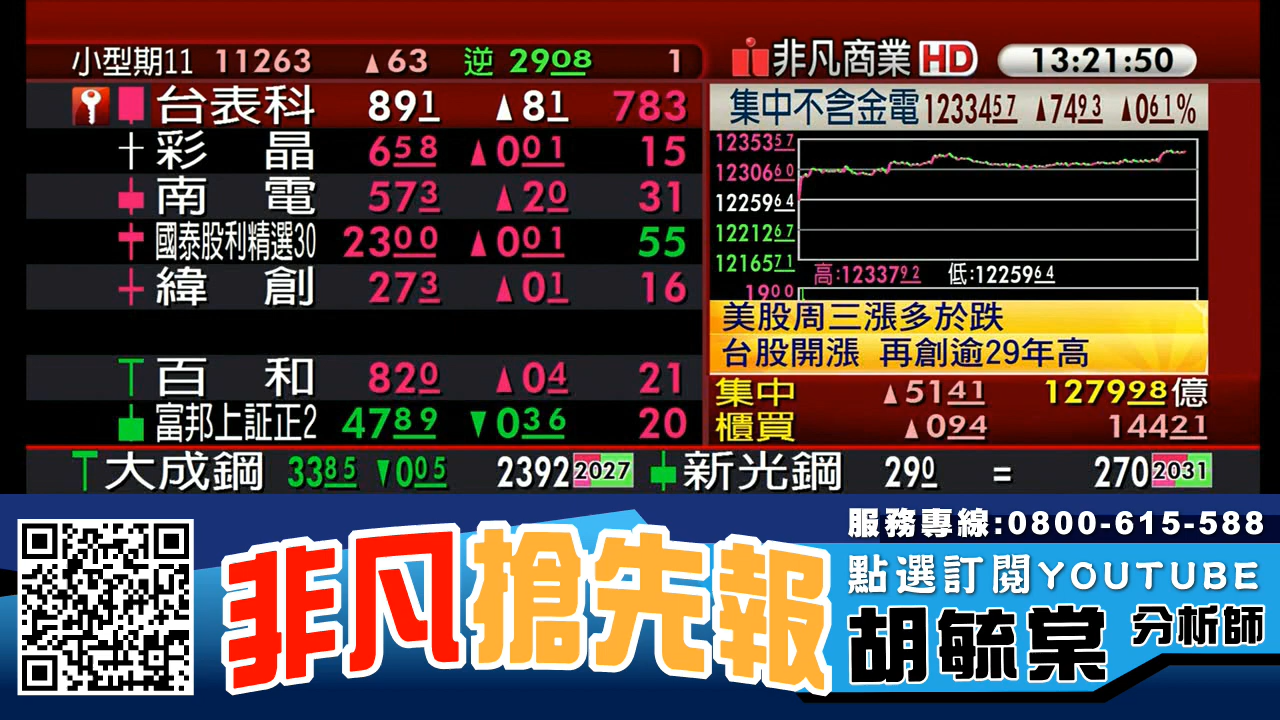 小型期11 11263 ▲63 逆 2908 1
非凡商業HD 13:21:50
台表科 891 ▲81 783
彩晶 658 ▲001 15
南電 573 ▲20 31
國泰股利精選30 2300 ▲001 55
緯創 273 ▲01 16
百和 820 ▲04 21
富邦上証正2 4789 ▼036 20
集中不含金電 1233457 ▲7493 ▲061%
1235357
1230660
1225964
1221267
1216571
高:1233792 低:1225964
1900
美股周三漲多於跌
台股開漲 再創逾29年高
集中 ▲5141 127998億
櫃買 ▲094 14421
大成鋼 3385 ▼005 2392 2027 新光鋼 290 = 270 2031
非凡搶先報
服務專線:0800-615-588
點選訂閱YOUTUBE
胡毓棠 分析師